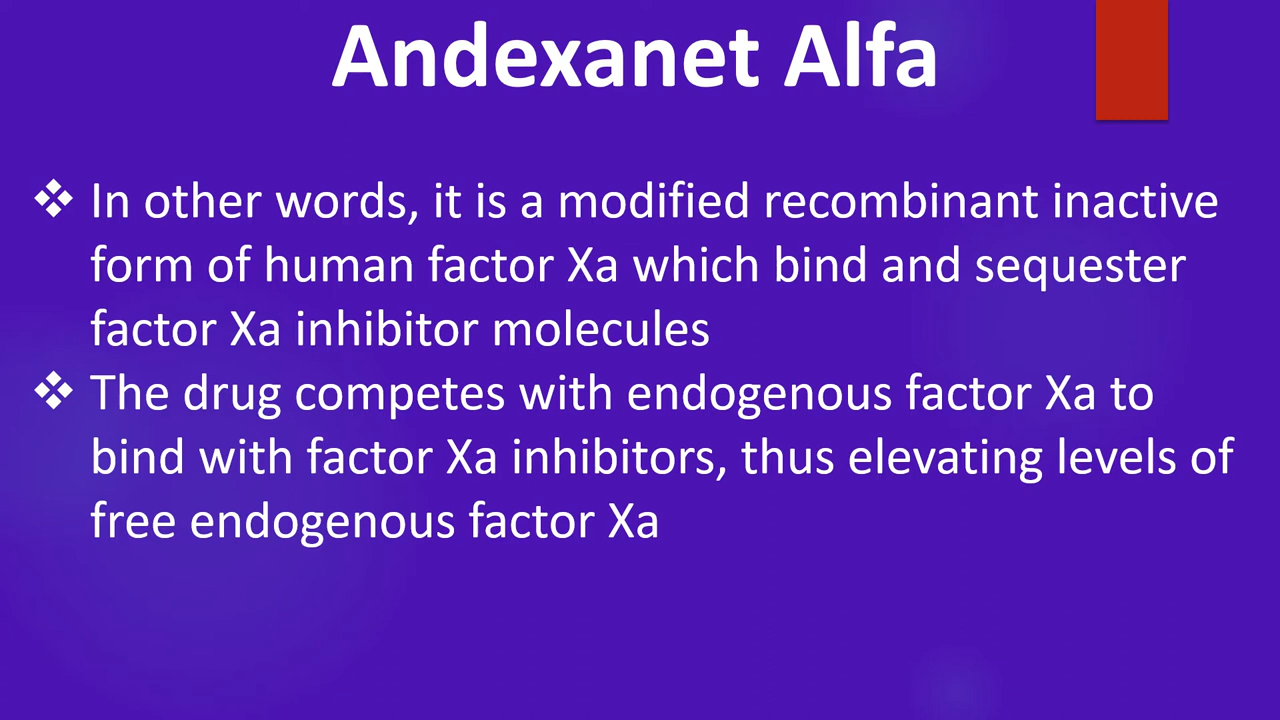 Andexanet Alfa
❖ In other words, it is a modified recombinant inactive
form of human factor Xa which bind and sequester
factor Xa inhibitor molecules
❖ The drug competes with endogenous factor Xa to
bind with factor Xa inhibitors, thus elevating levels of
free endogenous factor Xa